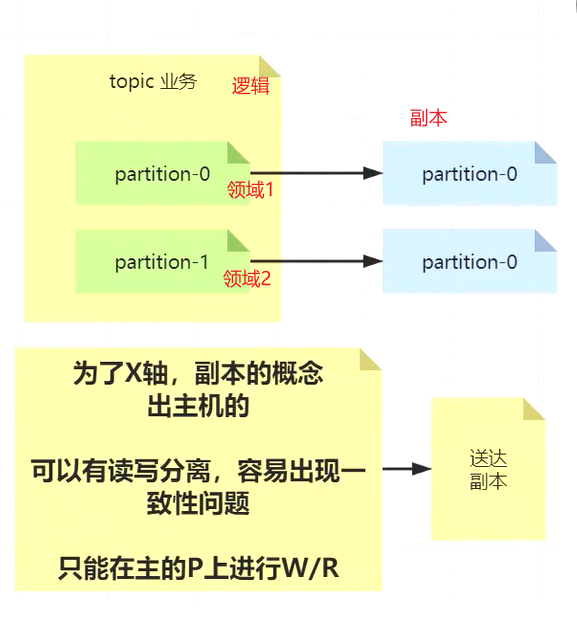 topic 业务
逻辑
副本
partition-0
领域1
partition-0
partition-1
领域2
partition-0
为了X轴，副本的概念
出主机的
可以有读写分离，容易出现一
致性问题
只能在主的P上进行W/R
送达
副本